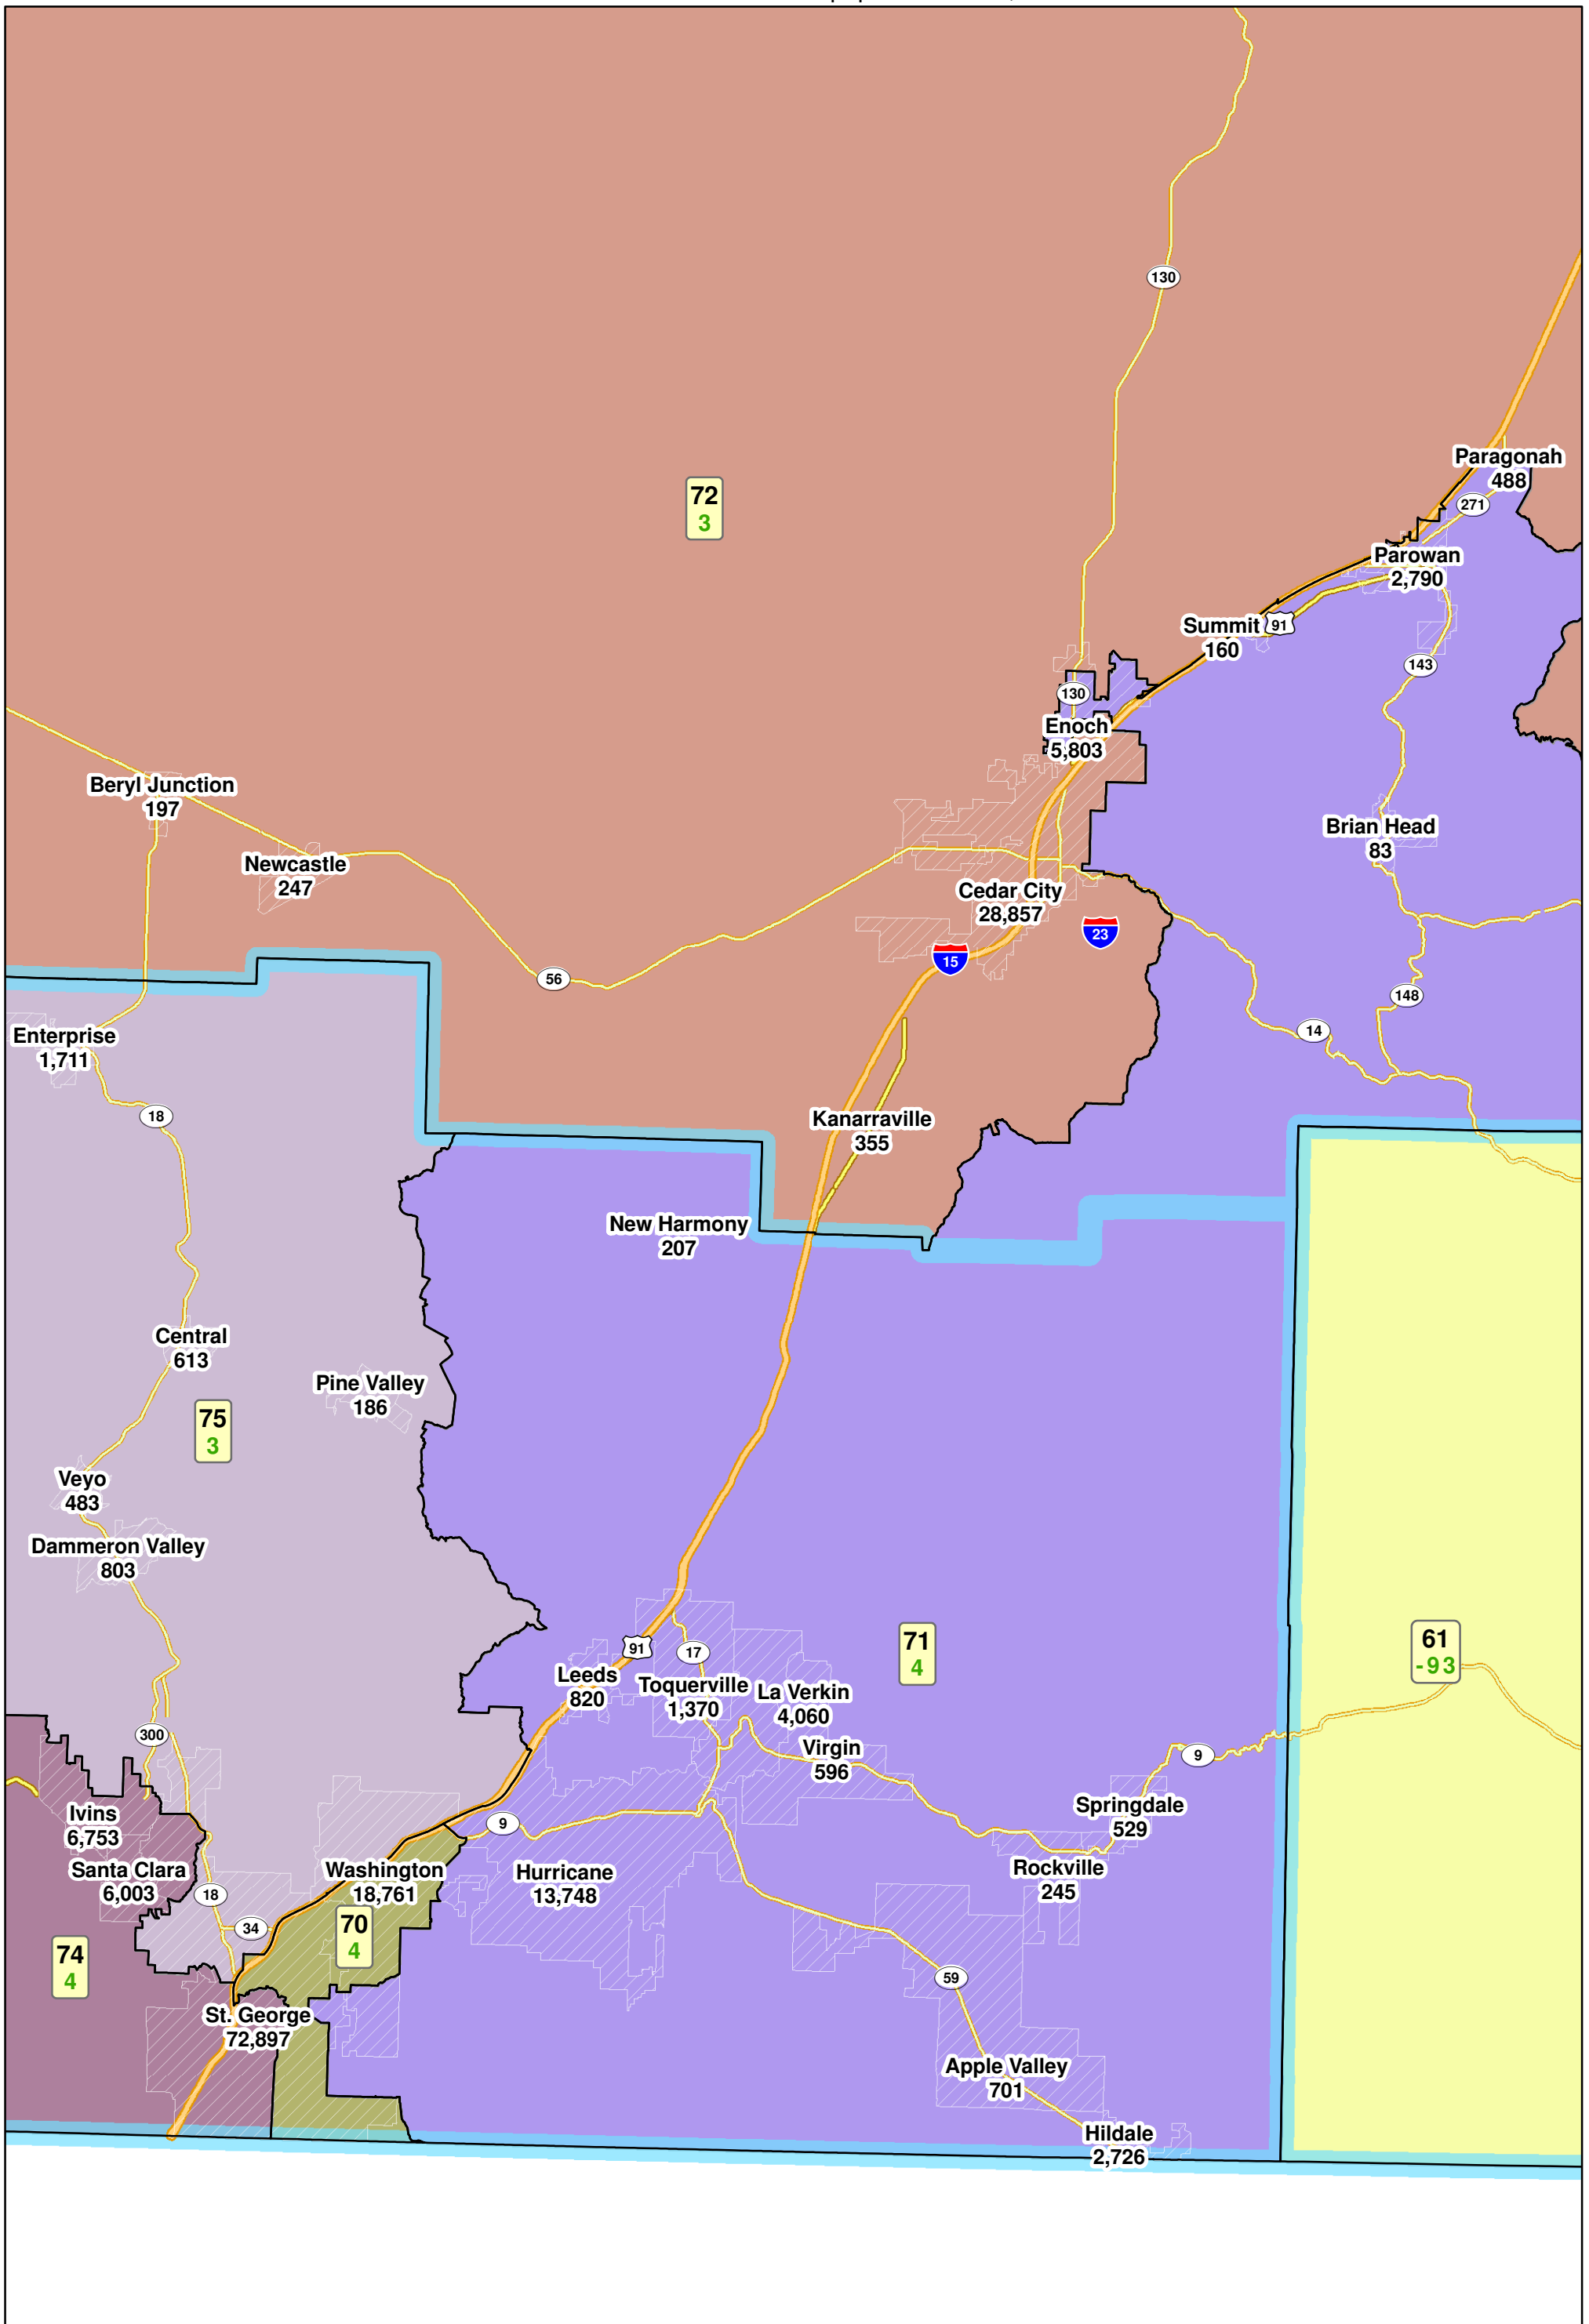 130
Paragonah
488
271
72
3
Parowan
2,790
Summit
91
160
143
130
Enoch
5,803
Beryl Junction
197
Brian Head
83
Newcastle
247
Cedar City
28,857
23
15
56
148
14
Enterprise
1,711
18
Kanarraville
355
New Harmony
207
Central
613
Pine Valley
186
75
3
Veyo
483
Dammeron Valley
803
91
17
71
4
61
-93
Leeds
820
Toquerville
1,370
La Verkin
4,060
300
Virgin
596
9
Ivins
6,753
Springdale
529
9
Santa Clara
6,003
Washington
18,761
Hurricane
13,748
Rockville
245
18
34
70
4
74
4
59
St. George
72,897
Apple Valley
701
Hildale
2,726